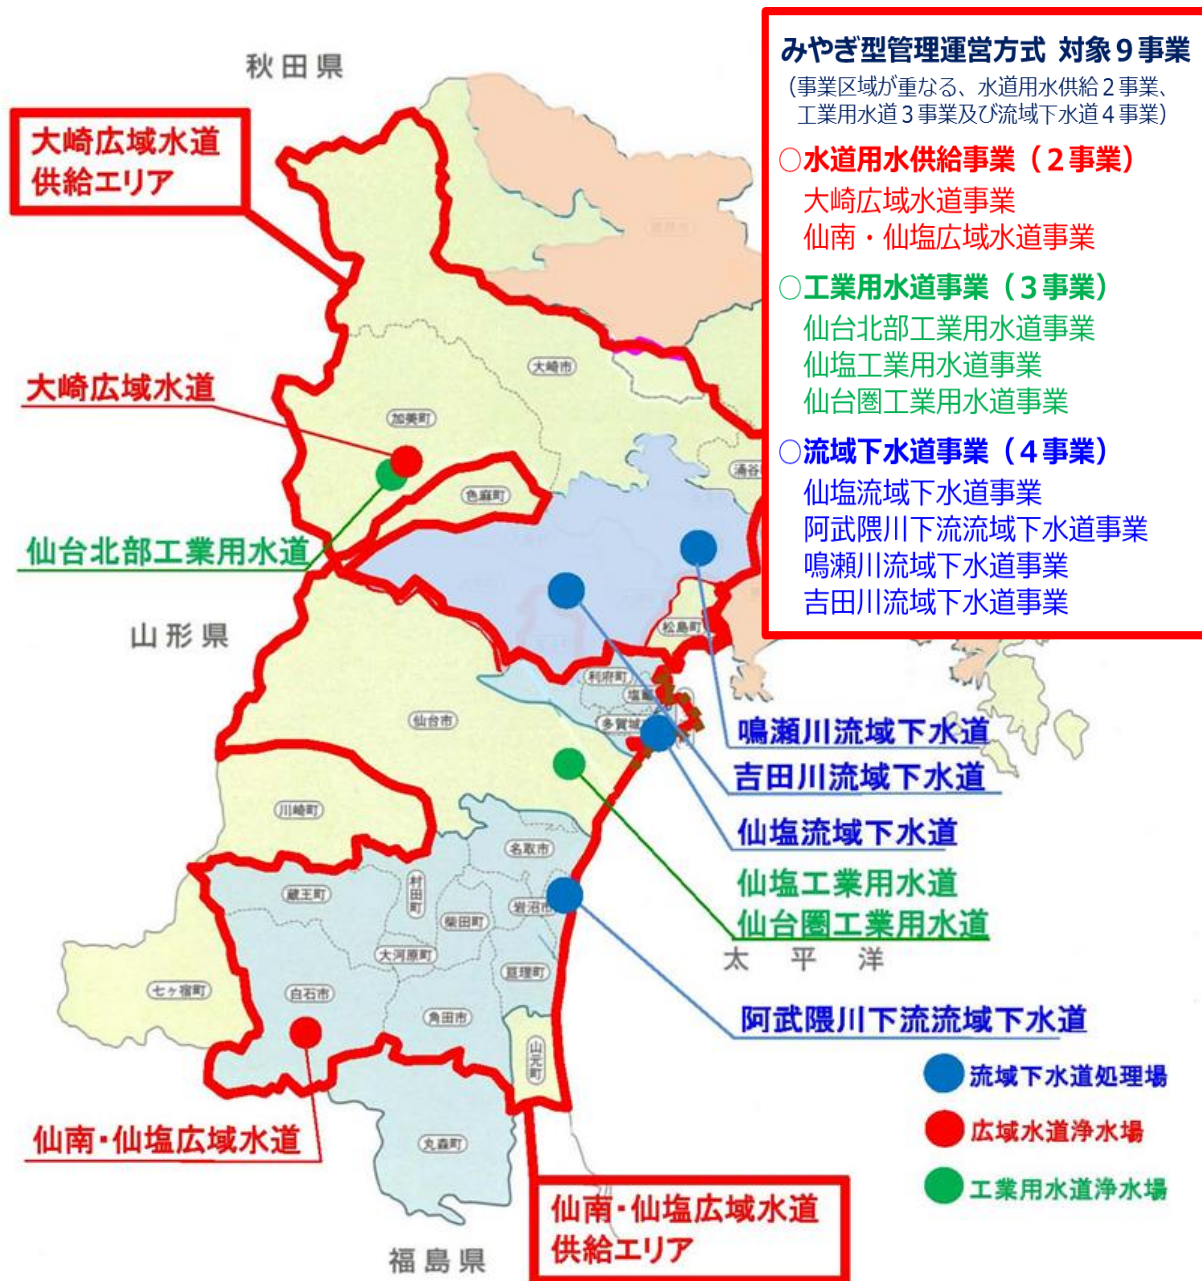 みやぎ型管理運営方式 対象9事業
(事業区域が重なる、水道用水供給2事業、
工業用水道3事業及び流域下水道4事業)
○水道用水供給事業(2事業)
大崎広域水道事業
仙南・仙塩広域水道事業
○工業用水道事業(3事業)
仙台北部工業用水道事業
仙塩工業用水道事業
仙台圏工業用水道事業
○流域下水道事業(4事業)
仙塩流域下水道事業
阿武隈川下流流域下水道事業
鳴瀬川流域下水道事業
吉田川流域下水道事業
秋田県
大崎広域水道
供給エリア
大崎市
大崎広域水道
加美町
涌谷
色麻町
仙台北部工業用水道
山形県
松島町
利府町
塩竈
多賀城
仙台市
鳴瀬川流域下水道
吉田川流域下水道
川崎町
仙塩流域下水道
名取市
仙塩工業用水道
蔵王町
村田町
柴田町
岩沼市
仙台圏工業用水道
大河原町
太平洋
亘理町
七ヶ宿町
白石市
角田市
阿武隈川下流流域下水道
山元町
流域下水道処理場
仙南・仙塩広域水道
丸森町
広域水道浄水場
工業用水道浄水場
仙南・仙塩広域水道
供給エリア
福島県